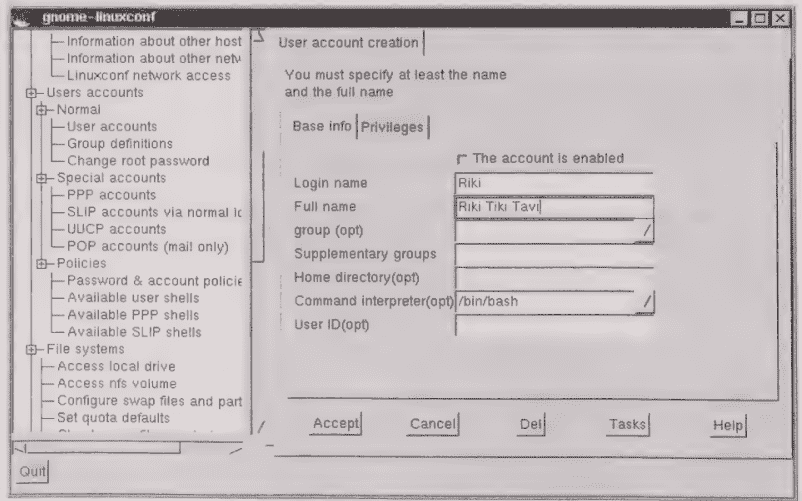 gnome-linuxconf
Information about other host
Information about other netw
Linuxconf network access
Users accounts
Normal
User accounts
Group definitions
Change root password
Special accounts
PPP accounts
SLIP accounts via normal lo
UUCP accounts
POP accounts (mail only)
Policies
Password & account policie
Available user shells
Available PPP shells
Available SLIP shells
File systems
Access local drive
Access nfs volume
Configure swap files and part
Set quota defaults
Quit
User account creation
You must specify at least the name
and the full name
Base info Privileges
The account is enabled
Login name Riki
Full name Riki Tiki Tavi
group (opt)
Supplementary groups
Home directory(opt)
Command interpreter(opt) /bin/bash
User ID(opt)
Accept Cancel Del Tasks Help